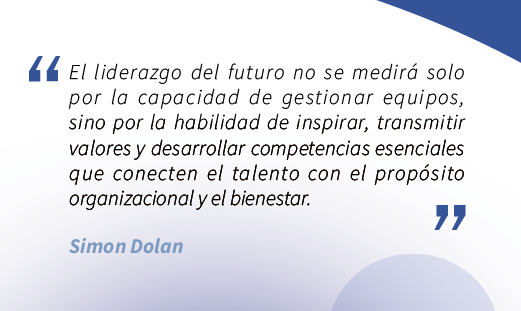 “
El liderazgo del futuro no se medirá solo
por la capacidad de gestionar equipos,
sino por la habilidad de inspirar, transmitir
valores y desarrollar competencias esenciales
que conecten el talento con el propósito
organizacional y el bienestar.
”
Simon Dolan